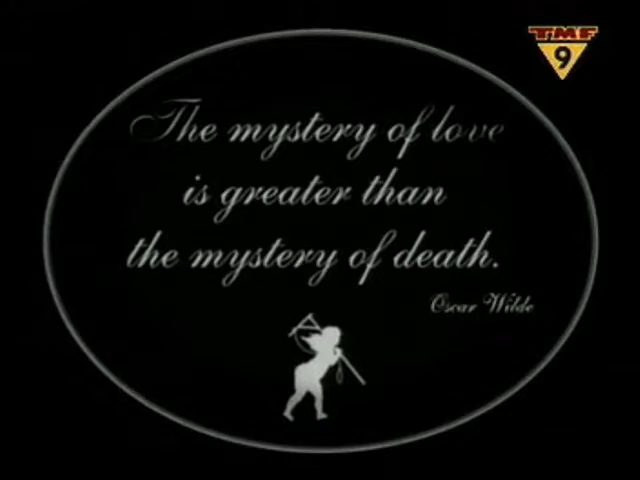 TMF
9
The mystery of love
is greater than
the mystery of death.
Oscar Wilde